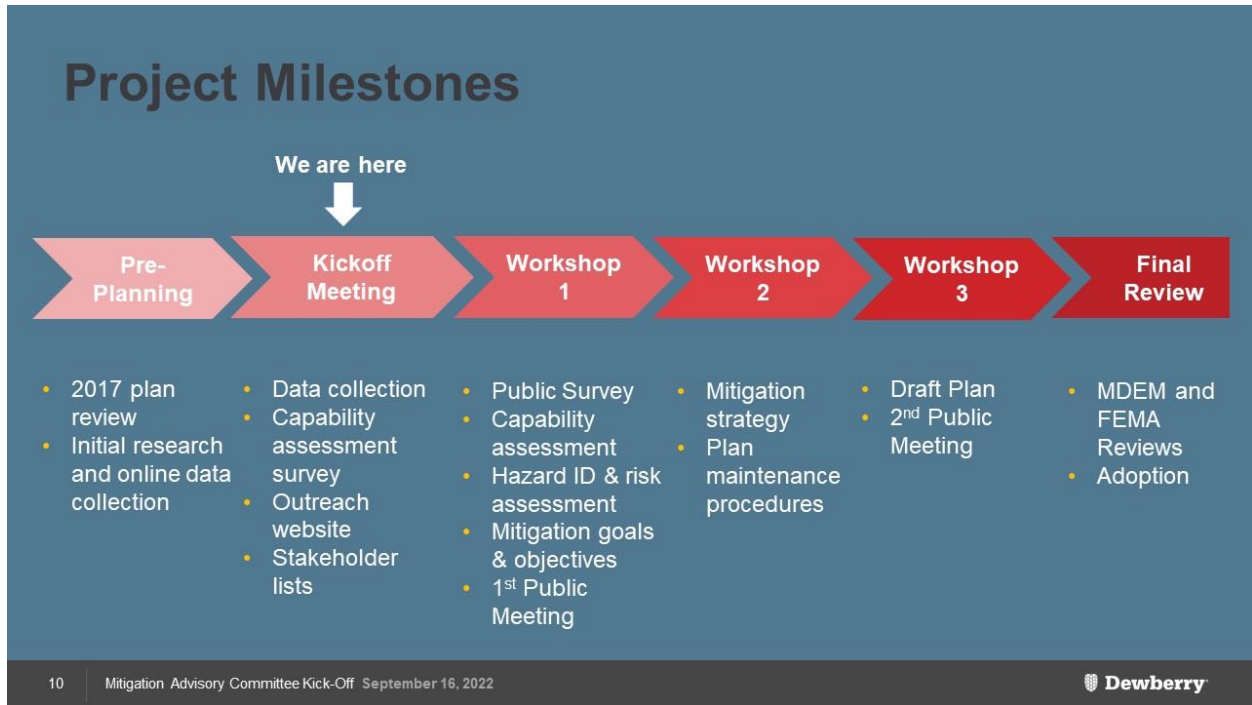 Project Milestones
We are here
Pre-
Planning
Kickoff
Meeting
Workshop
1
Workshop
2
Workshop
3
Final
Review
• 2017 plan
review
• Initial research
and online data
collection
• Data collection
• Capability
assessment
survey
• Outreach
website
• Stakeholder
lists
• Public Survey
• Capability
assessment
• Hazard ID & risk
assessment
• Mitigation goals
& objectives
• 1st Public
Meeting
• Mitigation
strategy
• Plan
maintenance
procedures
• Draft Plan
• 2nd Public
Meeting
• MDEM and
FEMA
Reviews
• Adoption
10 Mitigation Advisory Committee Kick-Off September 16, 2022
Dewberry